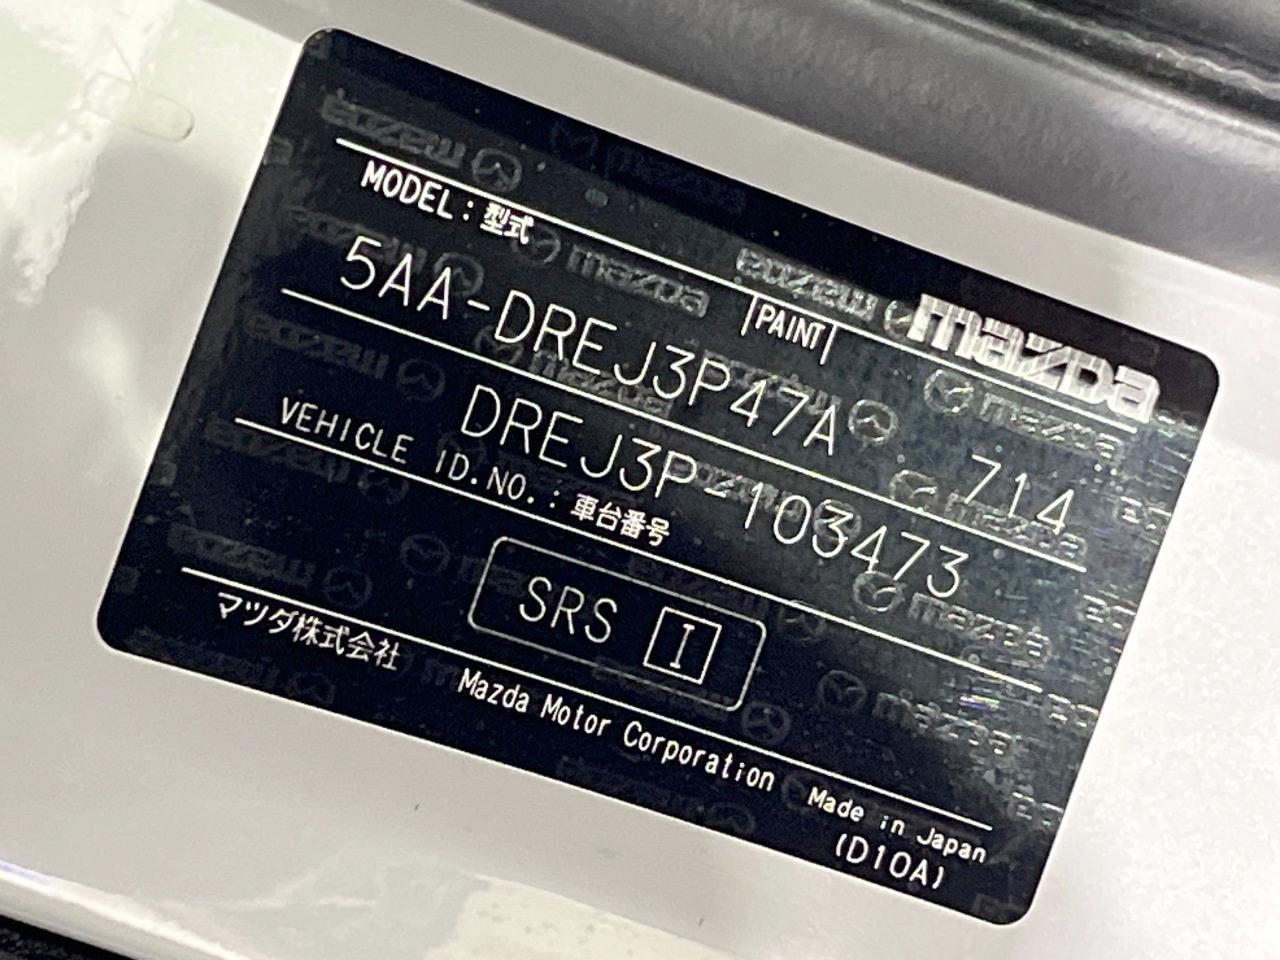 mazda
MODEL: 型式
PAINT
5AA-DREJ3P47A
714
DREJ3P-103473
VEHICLE ID.NO.: 車台番号
SRS I
マツダ株式会社 Mazda Motor Corporation Made in Japan
(D10A)